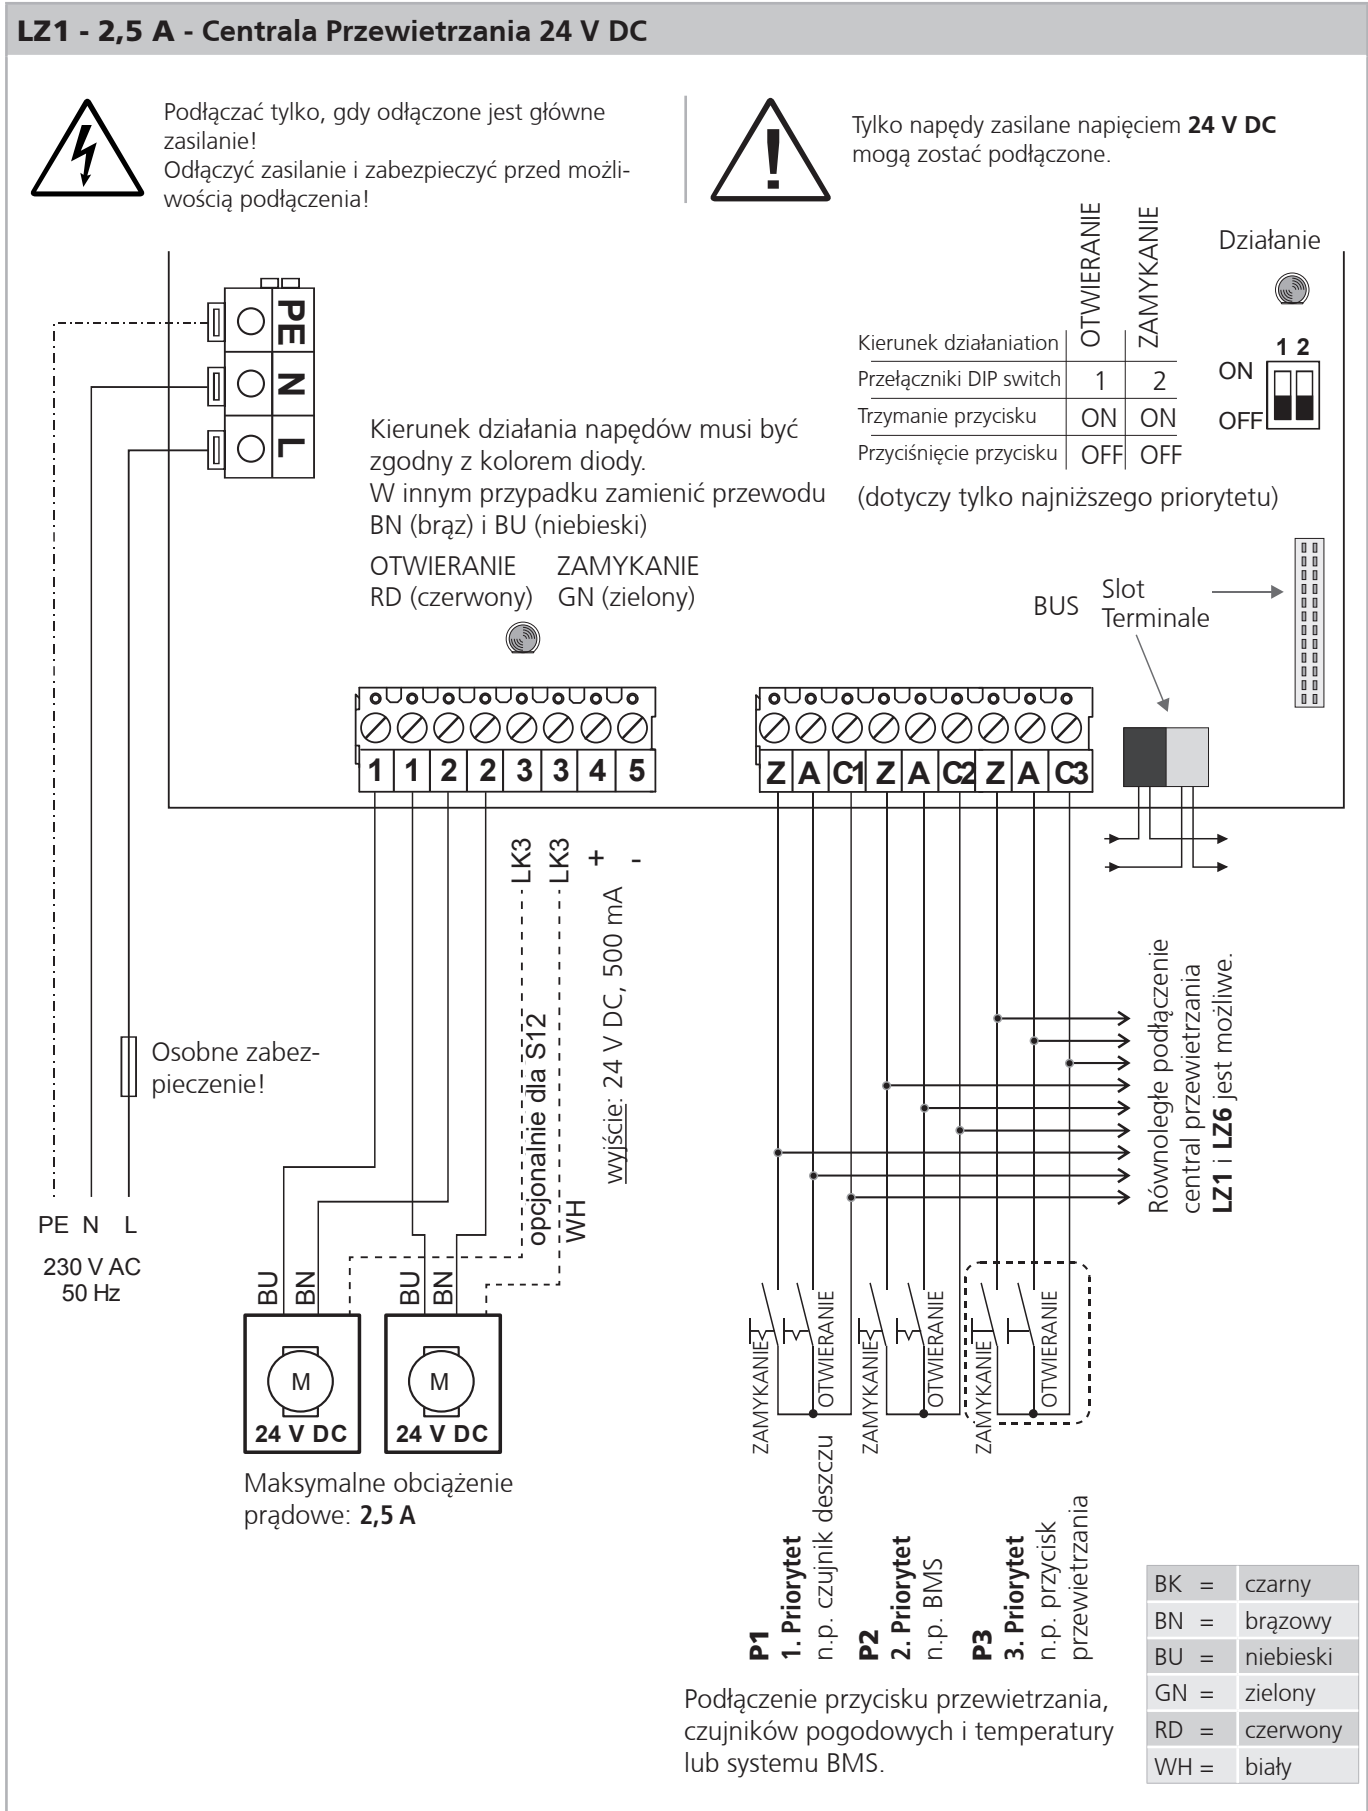 LZ1 - 2,5 A - Centrala Przewietrzania 24 V DC
Podłączać tylko, gdy odłączone jest główne
zasilanie!
Odłączyć zasilanie i zabezpieczyć przed możli-
wością podłączenia!
Tylko napędy zasilane napięciem 24 V DC
mogą zostać podłączone.
OTWIERANIE
ZAMYKANIE
Działanie
Kierunek działaniation
Przełączniki DIP switch 1 2
Trzymanie przycisku ON ON
Przyciśnięcie przycisku OFF OFF
(dotyczy tylko najniższego priorytetu)
1 2
ON
OFF
PE
N
L
Kierunek działania napędów musi być
zgodny z kolorem diody.
W innym przypadku zamienić przewodu
BN (brąz) i BU (niebieski)
OTWIERANIE ZAMYKANIE
RD (czerwony) GN (zielony)
BUS
Slot
Terminale
1 1 2 2 3 3 4 5
Z A C1 Z A C2 Z A C3
LK3
LK3
+
-
opcjonalnie dla S12
WH
wyjście: 24 V DC, 500 mA
Osobne zabez-
pieczenie!
Równoległe podłączenie
central przewietrzania
LZ1 i LZ6 jest możliwe.
PE N L
230 V AC
50 Hz
BU
BN
BU
BN
M
24 V DC
M
24 V DC
Maksymalne obciążenie
prądowe: 2,5 A
ZAMYKANIE
OTWIERANIE
ZAMYKANIE
OTWIERANIE
ZAMYKANIE
OTWIERANIE
P1
1. Priorytet
n.p. czujnik deszczu
P2
2. Priorytet
n.p. BMS
P3
3. Priorytet
n.p. przycisk
przewietrzania
Podłączenie przycisku przewietrzania,
czujników pogodowych i temperatury
lub systemu BMS.
BK = czarny
BN = brązowy
BU = niebieski
GN = zielony
RD = czerwony
WH = biały